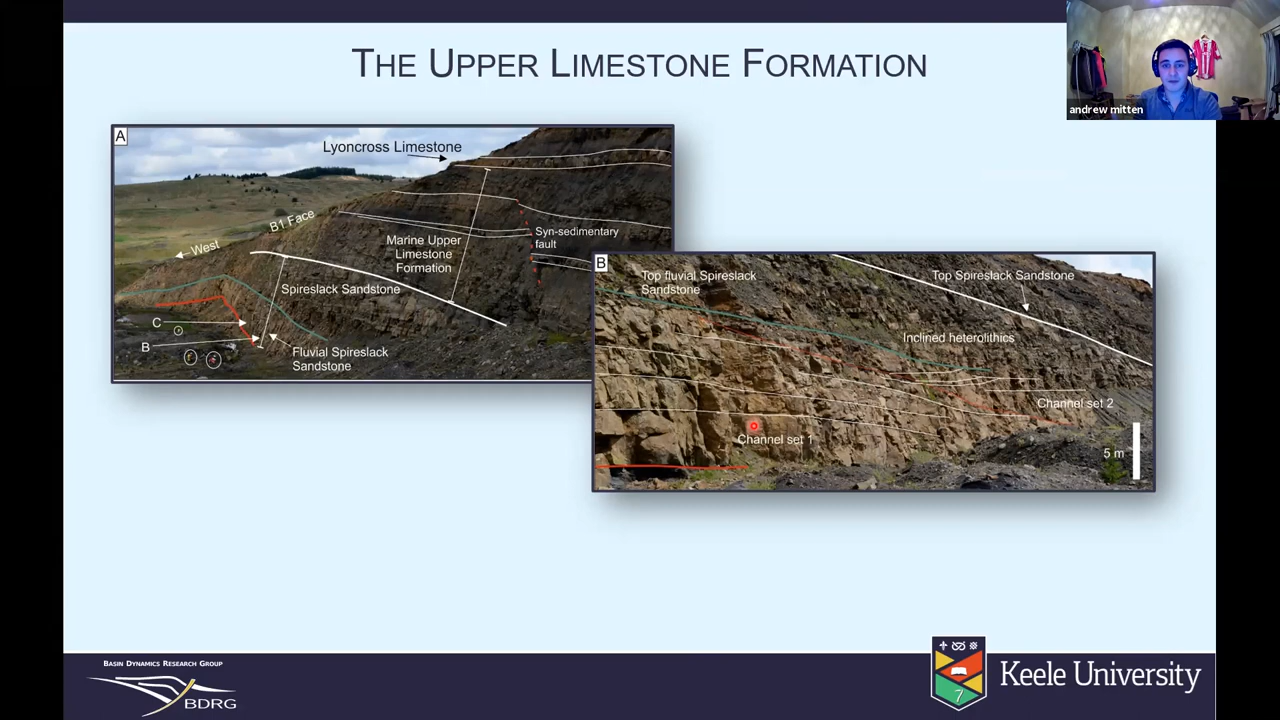 THE UPPER LIMESTONE FORMATION
andrew mitten
A
Lyoncross Limestone
B1 Face
West
Marine Upper
Limestone
Formation
Syn-sedimentary
fault
Spireslack Sandstone
C
B
Fluvial Spireslack
Sandstone
B
Top fluvial Spireslack
Sandstone
Top Spireslack Sandstone
Inclined heterolithics
Channel set 2
Channel set 1
5 m
BASIN DYNAMICS RESEARCH GROUP
BDRG
Keele University